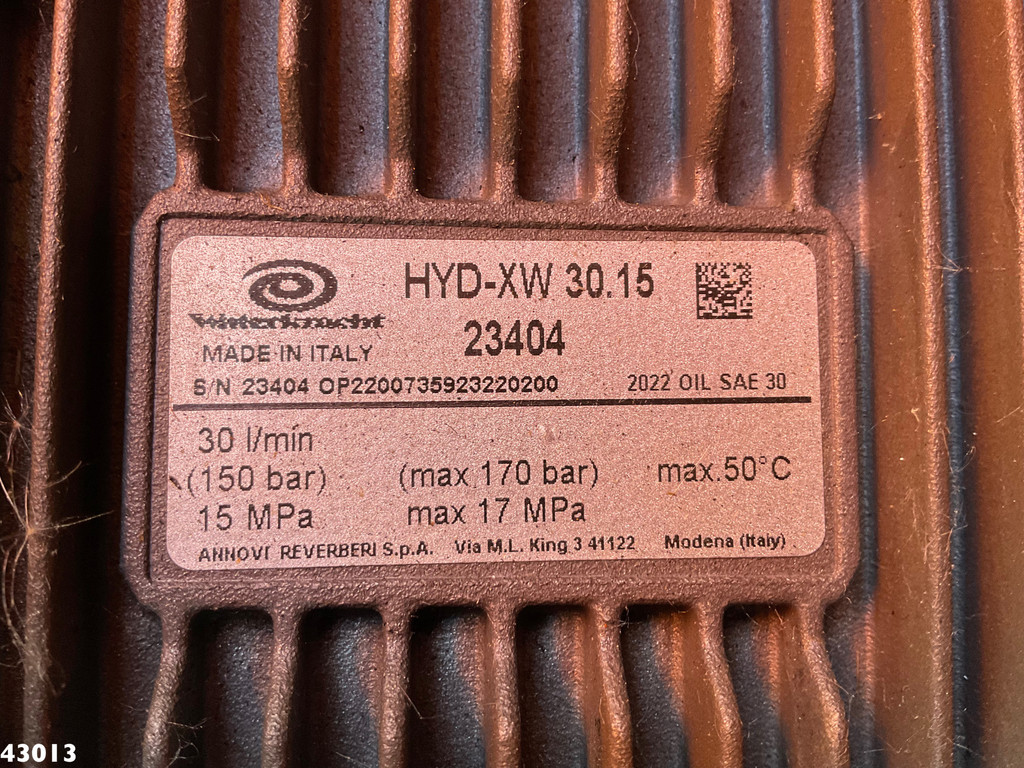 HYD-XW 30.15
Waterkracht
23404
MADE IN ITALY
S/N 23404 OP2200735923220200 2022 OIL SAE 30
30 l/min
(150 bar) (max 170 bar) max.50°C
15 MPa max 17 MPa
ANNOVI REVERBERI S.p.A. Via M.L. King 3 41122 Modena (Italy)
43013